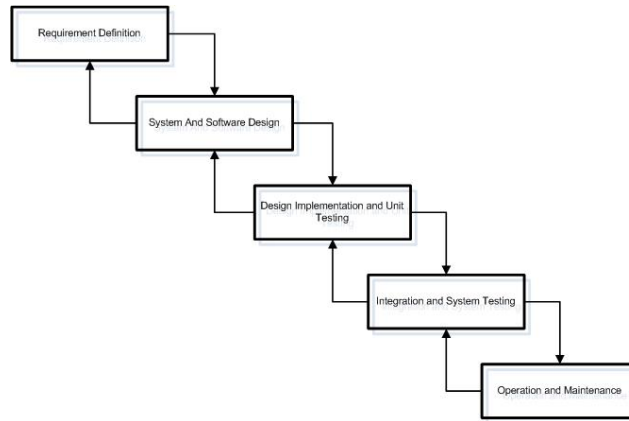 Requirement Definition
System And Software Design
Design Implementation and Unit
Testing
Integration and System Testing
Operation and Maintenance